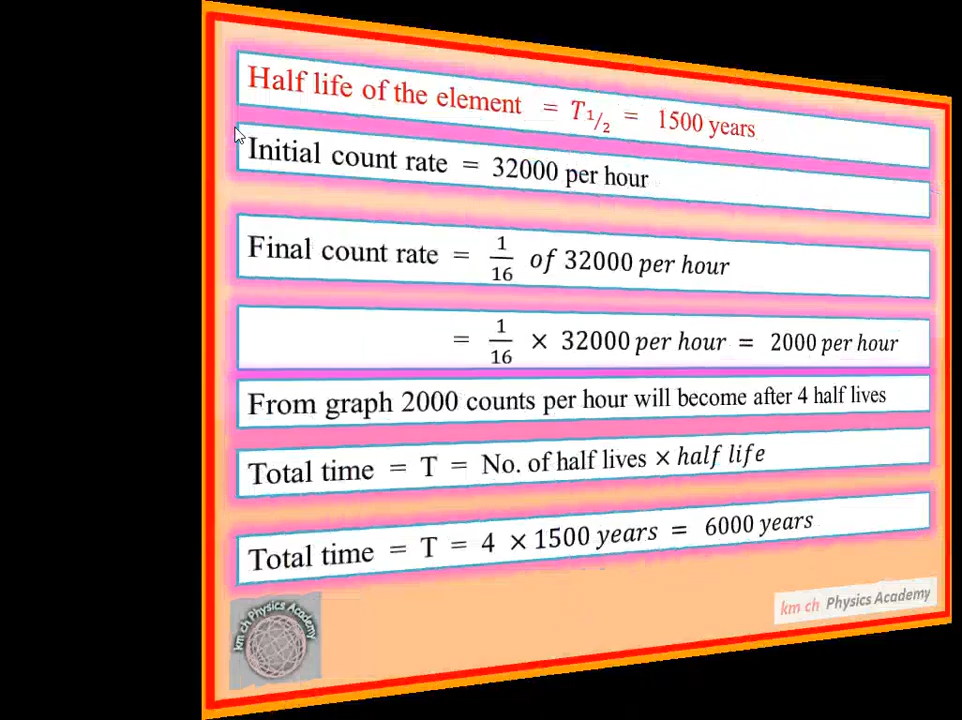 Half life of the element = T1/2 = 1500 years
Initial count rate = 32000 per hour
Final count rate = 1/16 of 32000 per hour
= 1/16 × 32000 per hour = 2000 per hour
From graph 2000 counts per hour will become after 4 half lives
Total time = T = No. of half lives × half life
Total time = T = 4 × 1500 years = 6000 years
km ch Physics Academy
km ch Physics Academy